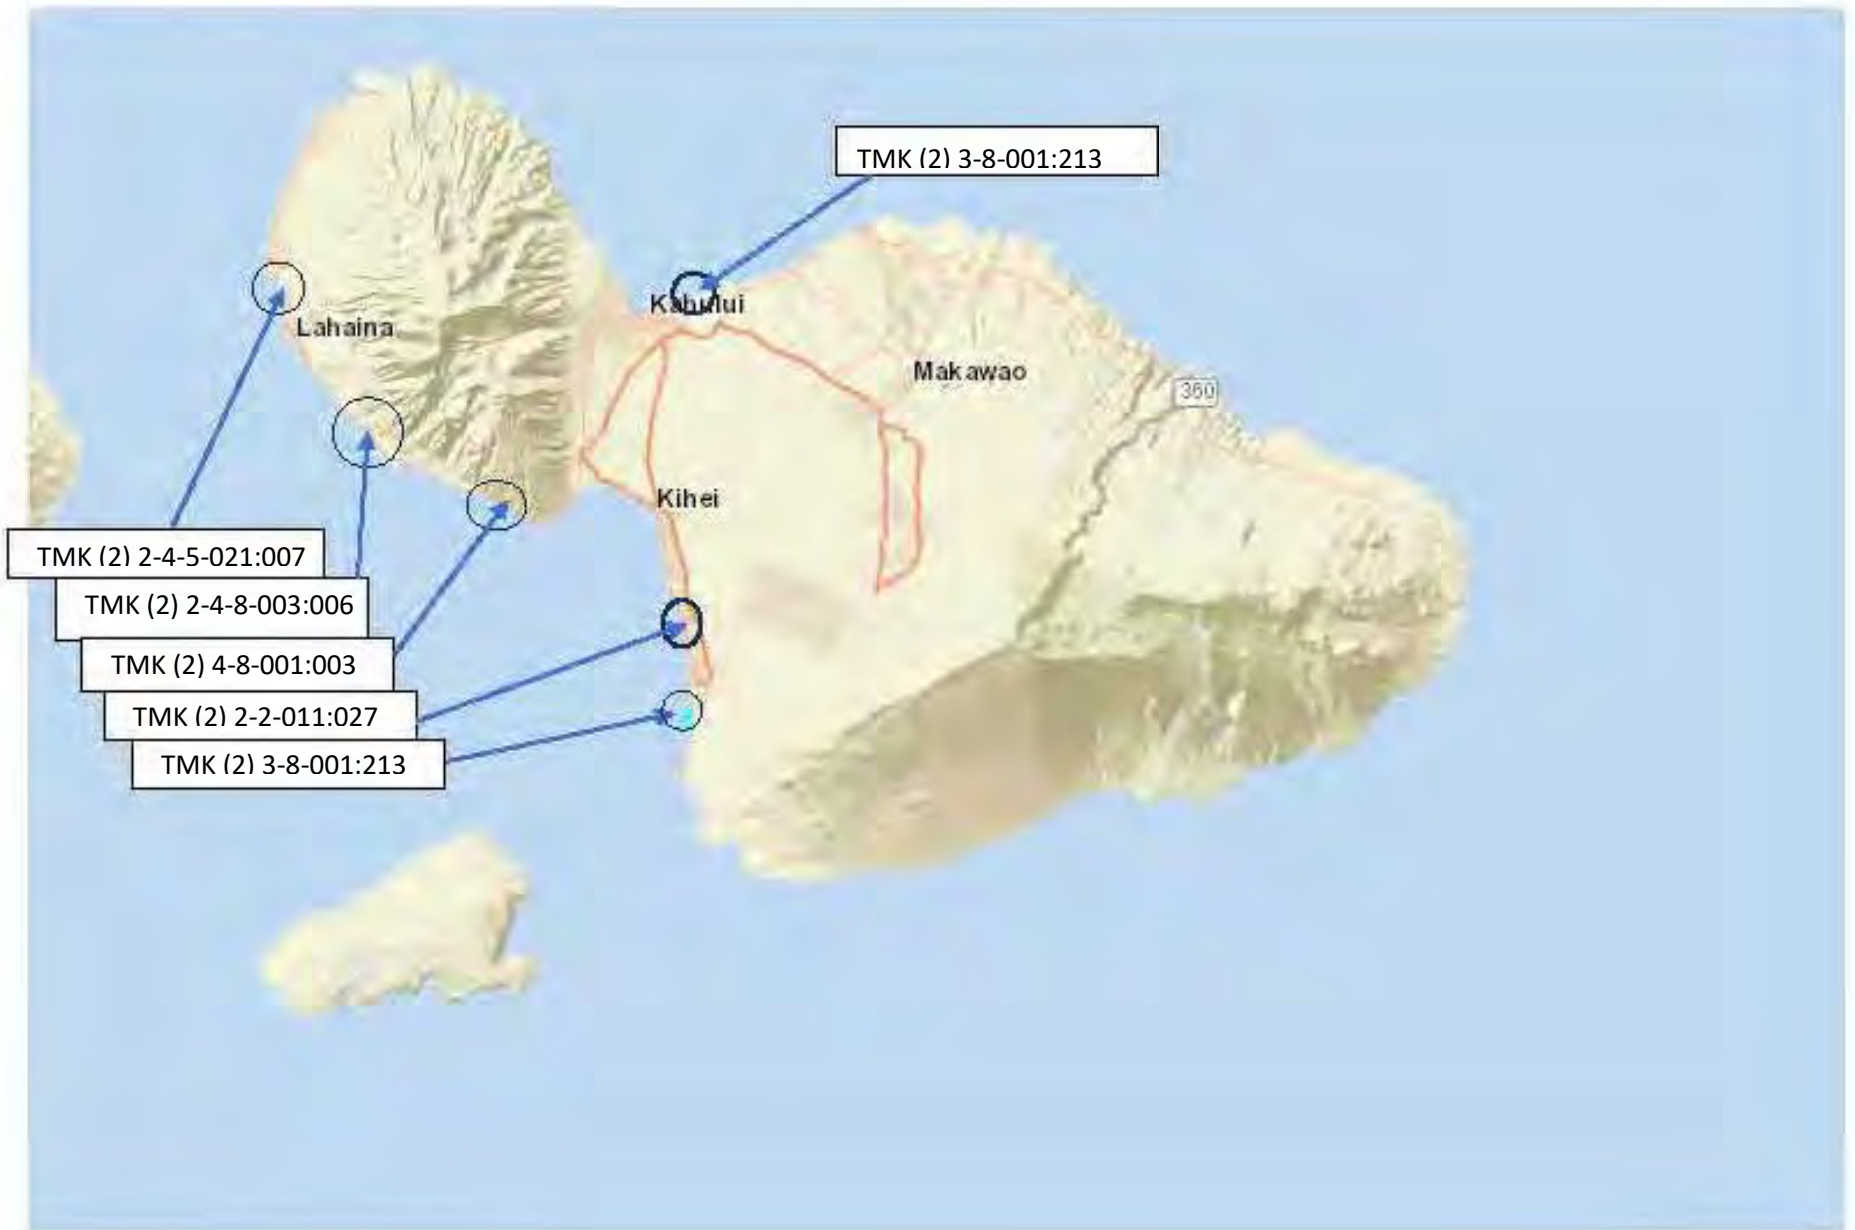 TMK (2) 3-8-001:213
Kahului
Lahaina
Makawao
360
Kihei
TMK (2) 2-4-5-021:007
TMK (2) 2-4-8-003:006
TMK (2) 4-8-001:003
TMK (2) 2-2-011:027
TMK (2) 3-8-001:213